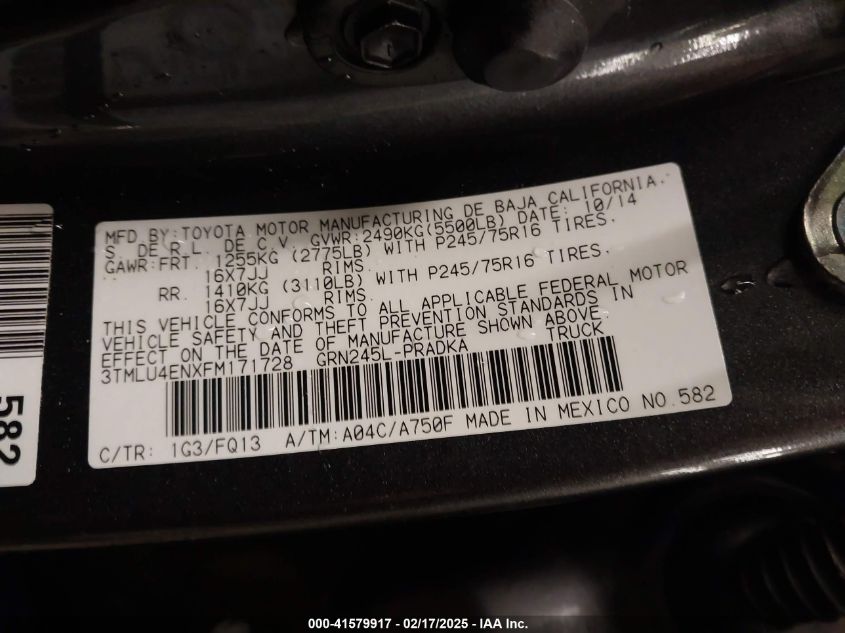 MFD BY:TOYOTA MOTOR MANUFACTURING DE BAJA CALIFORNIA.
S. DE R.L. DE C.V. GVWR:2490KG(5500LB) DATE: 10/14
GAWR:FRT. 1255KG (2775LB) WITH P245/75R16 TIRES.
16X7JJ RIMS.
RR. 1410KG (3110LB) WITH P245/75R16 TIRES.
16X7JJ RIMS.
THIS VEHICLE CONFORMS TO ALL APPLICABLE FEDERAL MOTOR
VEHICLE SAFETY AND THEFT PREVENTION STANDARDS IN
EFFECT ON THE DATE OF MANUFACTURE SHOWN ABOVE.
3TMLU4ENXFM171728 GRN245L-PRADKA TRUCK
C/TR: 1G3/FQ13 A/TM:A04C/A750F MADE IN MEXICO NO.582
582
000-41579917 - 02/17/2025 - IAA Inc.